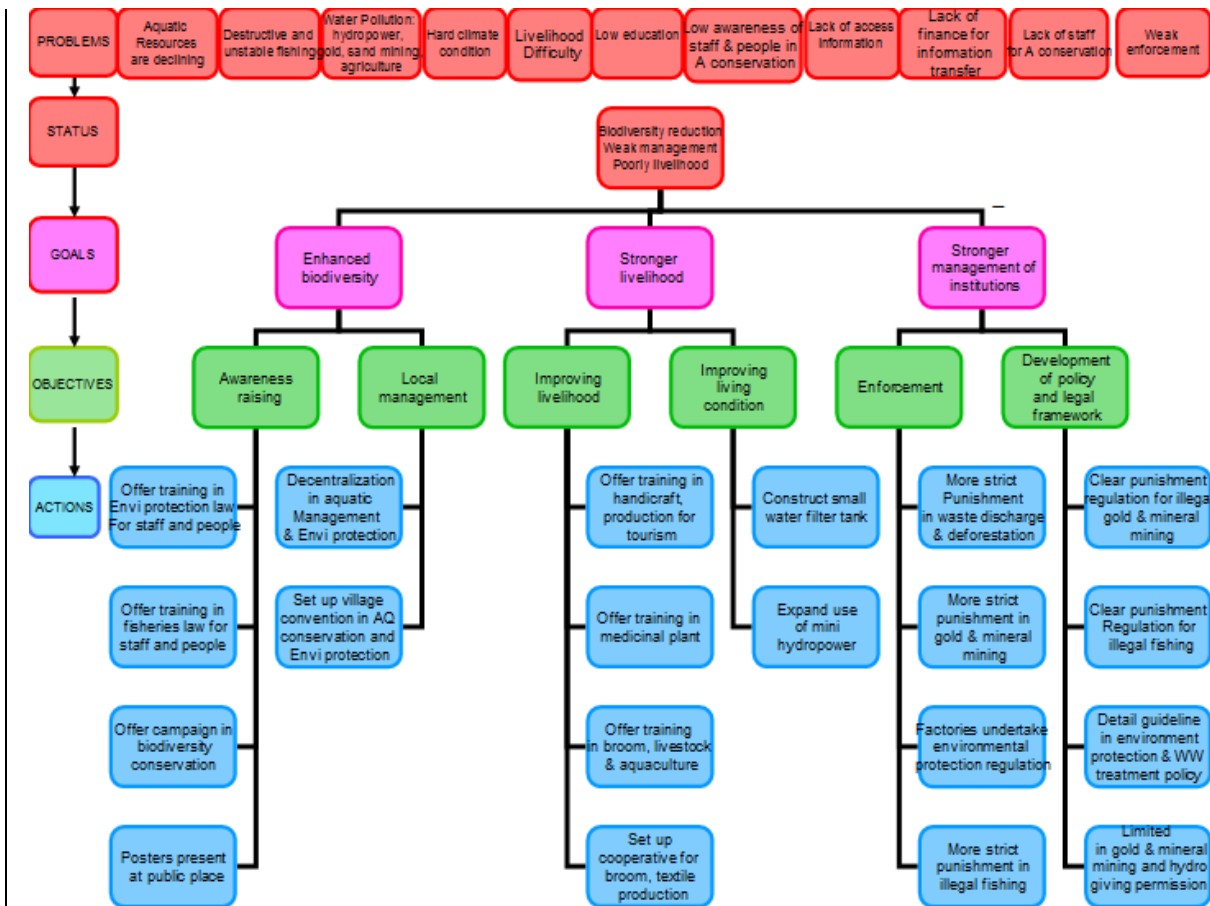 PROBLEMS
Aquatic
Resources
are declining
Destructive and
unstable fishing
Water Pollution:
hydropower,
gold, sand mining,
agriculture
Hard climate
condition
Livelihood
Difficulty
Low education
Low awareness of
staff & people in
A conservation
Lack of access
Information
Lack of
finance for
information
transfer
Lack of staff
for A conservation
Weak
enforcement
STATUS
Biodiversity reduction
Weak management
Poorly livelihood
GOALS
Enhanced
biodiversity
Stronger
livelihood
Stronger
management of
institutions
OBJECTIVES
Awareness
raising
Local
management
Improving
livelihood
Improving
living
condition
Enforcement
Development
of policy
and legal
framework
ACTIONS
Offer training in
Envi protection law
For staff and people
Decentralization
in aquatic
Management
& Envi protection
Offer training in
handicraft,
production for
tourism
Construct small
water filter tank
More strict
Punishment
in waste discharge
& deforestation
Clear punishment
regulation for illega
gold & mineral
mining
Offer training in
fisheries law for
staff and people
Set up village
convention in AQ
conservation and
Envi protection
Offer training in
medicinal plant
Expand use
of mini
hydropower
More strict
punishment in
gold & mineral
mining
Clear punishment
Regulation for
illegal fishing
Offer campaign in
biodiversity
conservation
Offer training
in broom, livestock
& aquaculture
Factories undertake
environmental
protection regulation
Detail guideline
in environment
protection & WW
treatment policy
Posters present
at public place
Set up
cooperative for
broom, textile
production
More strict
punishment in
illegal fishing
Limited
in gold & mineral
mining and hydro
giving permission